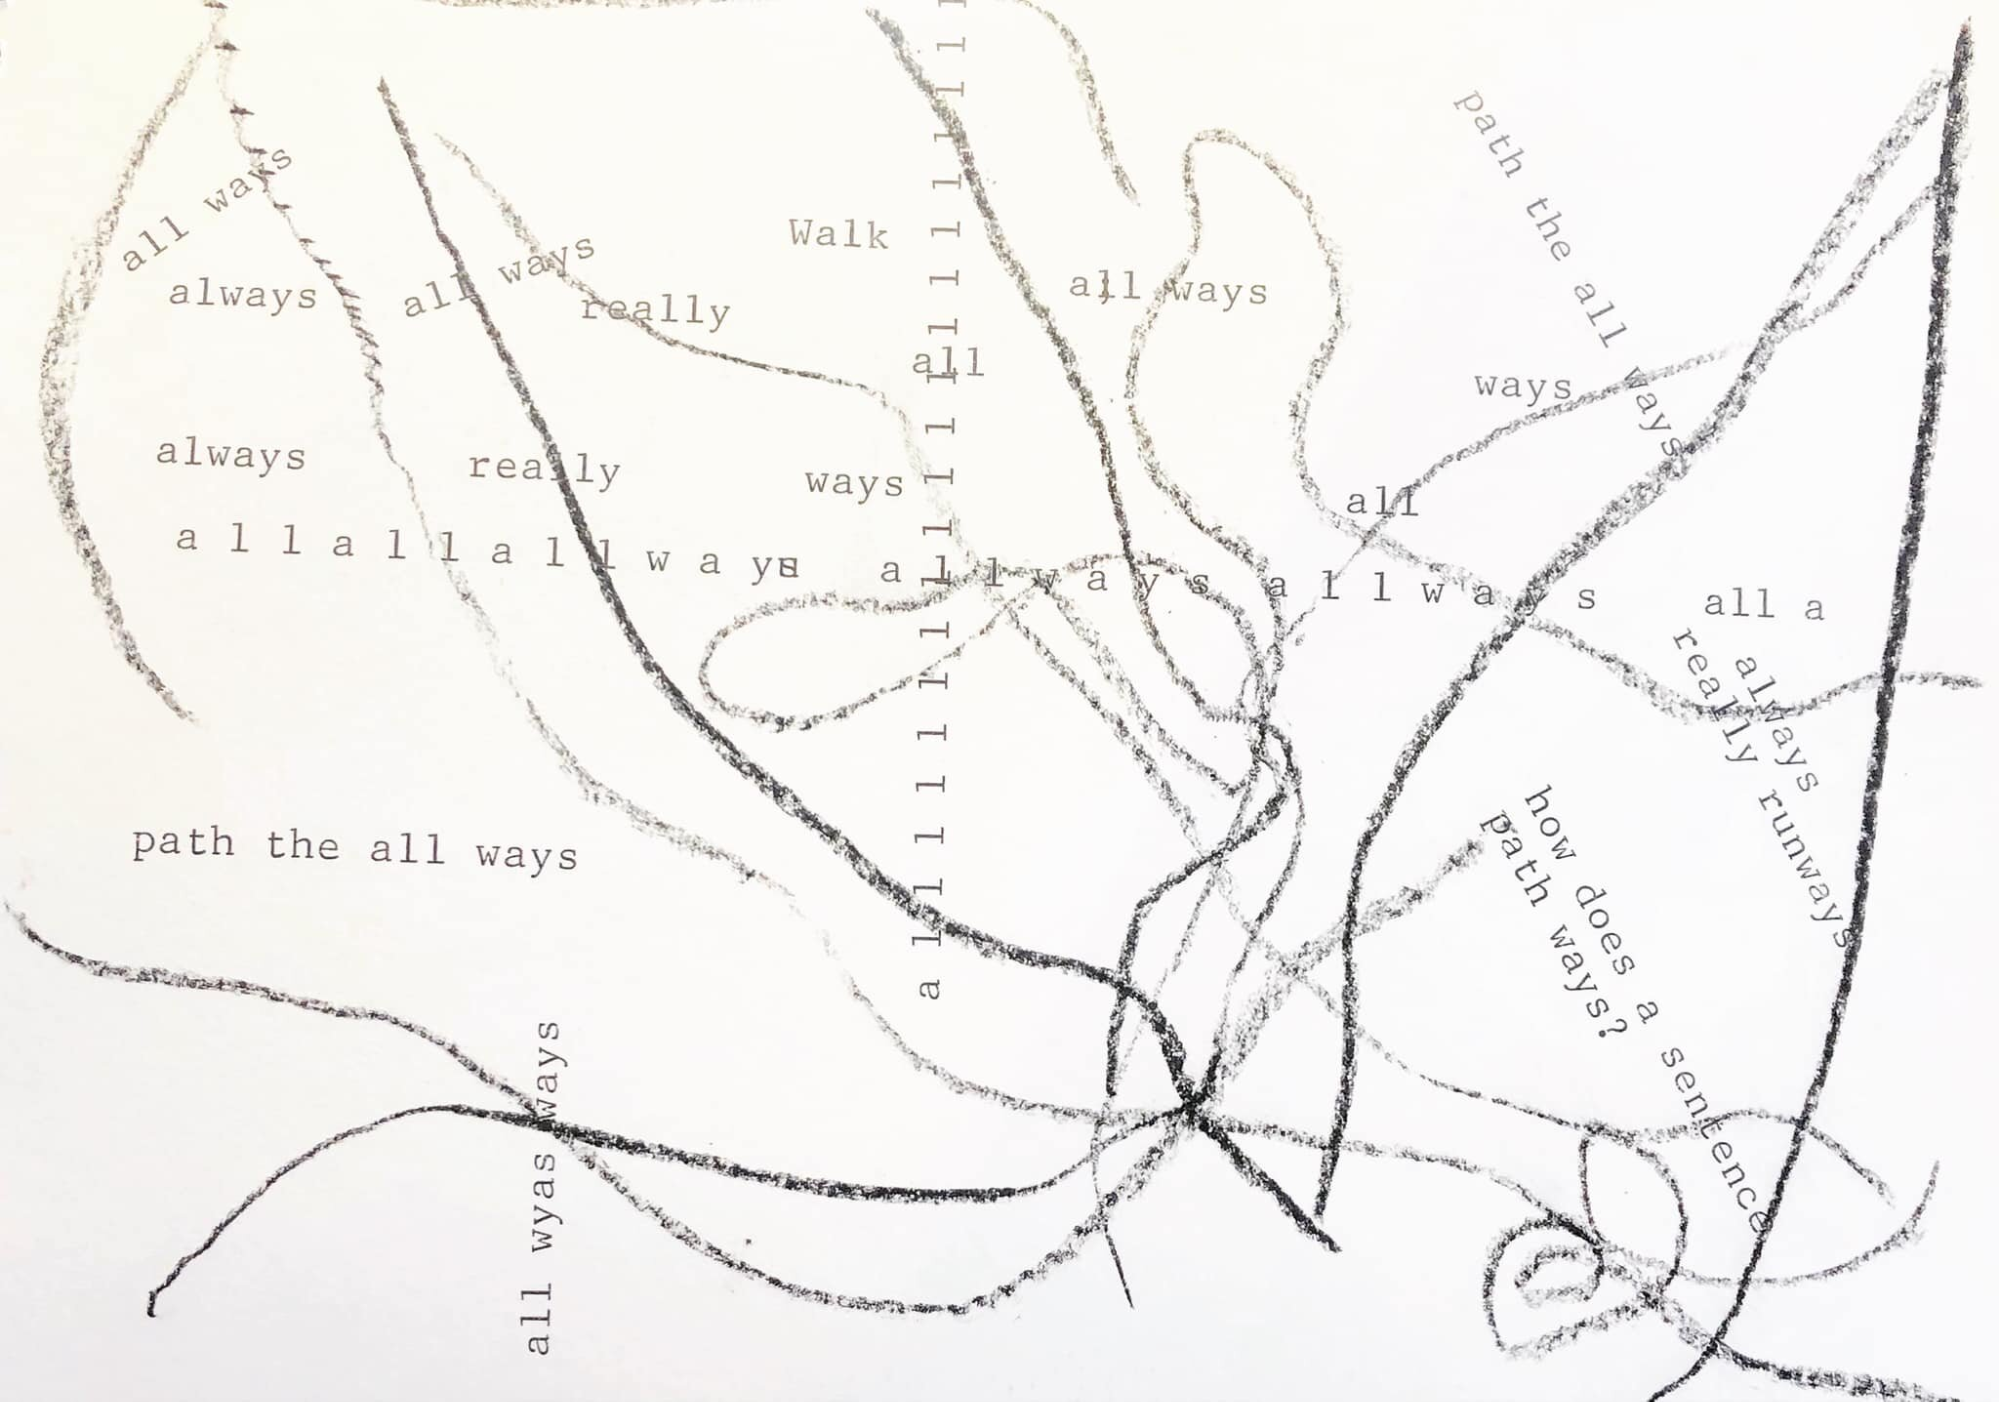 all ways
always
all ways
really
Walk
all ways
all
ways
path the all ways
always
really
ways
all
a l l a l l a l l w a y s
a l l w a y s a l l w a y s
all a
always
really runways
path the all ways
how does a sentence
path ways?
all wyas ways